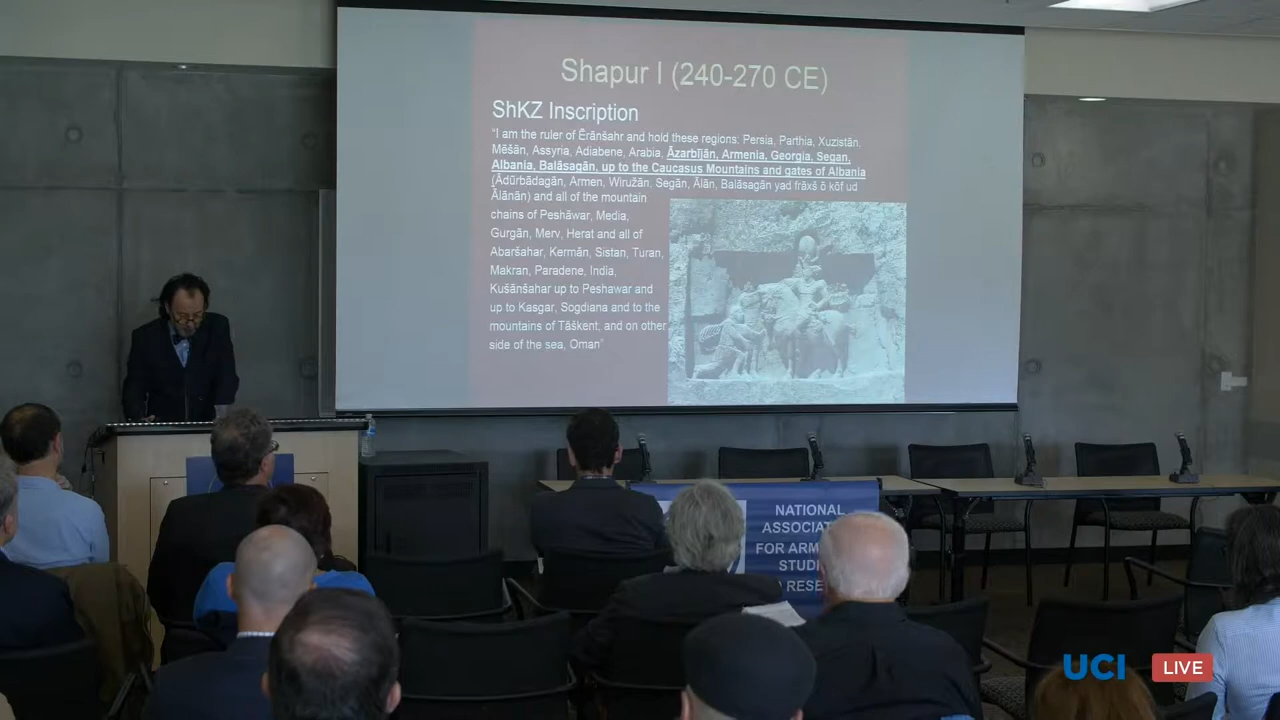 Shapur I (240-270 CE)
ShKZ Inscription
"I am the ruler of Ērānšahr and hold these regions: Persia, Parthia, Xuzistān,
Mēšān, Assyria, Adiabene, Arabia, Āzarbījān, Armenia, Georgia, Segan,
Albania, Balāsagān, up to the Caucasus Mountains and gates of Albania
(Ādūrbādagān, Armen, Wiružān, Segān, Ālān, Balāsagān yad frāxš ō kōf ud
Ālānān) and all of the mountain
chains of Peshāwar, Media,
Gurgān, Merv, Herat and all of
Abaršahar, Kermān, Sistan, Turan,
Makran, Paradene, India,
Kušānšahar up to Peshawar and
up to Kasgar, Sogdiana and to the
mountains of Tāškent; and on other
side of the sea, Oman"
NATIONAL
ASSOCIAT
FOR ARM
STUD
RESE
UCI LIVE